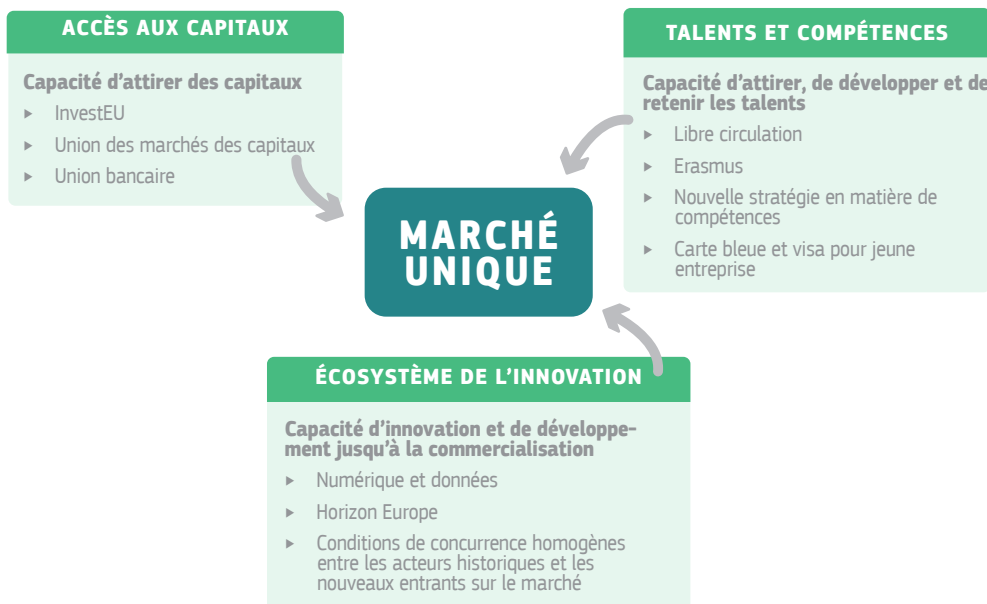 ACCÈS AUX CAPITAUX
Capacité d'attirer des capitaux
▸ InvestEU
▸ Union des marchés des capitaux
▸ Union bancaire
TALENTS ET COMPÉTENCES
Capacité d'attirer, de développer et de
retenir les talents
▸ Libre circulation
▸ Erasmus
▸ Nouvelle stratégie en matière de
compétences
▸ Carte bleue et visa pour jeune
entreprise
MARCHÉ
UNIQUE
ÉCOSYSTÈME DE L'INNOVATION
Capacité d'innovation et de développe-
ment jusqu'à la commercialisation
▸ Numérique et données
▸ Horizon Europe
▸ Conditions de concurrence homogènes
entre les acteurs historiques et les
nouveaux entrants sur le marché